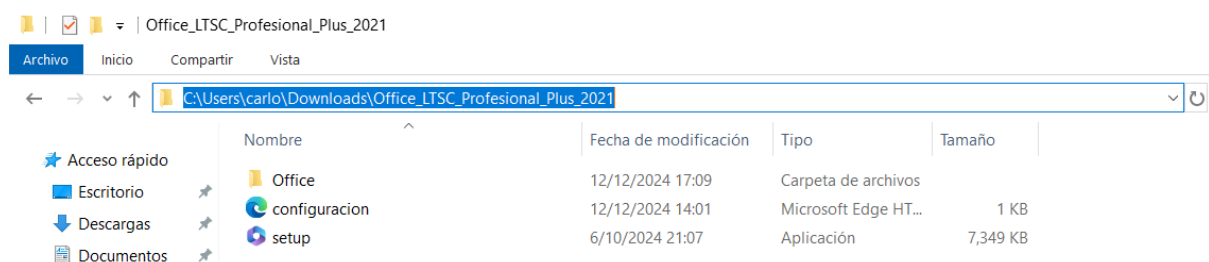 Office_LTSC_Profesional_Plus_2021
Archivo Inicio Compartir Vista
C:\Users\carlo\Downloads\Office_LTSC_Profesional_Plus_2021
Nombre Fecha de modificación Tipo Tamaño
Acceso rápido
Escritorio
Descargas
Documentos
Office 12/12/2024 17:09 Carpeta de archivos
configuracion 12/12/2024 14:01 Microsoft Edge HT... 1 KB
setup 6/10/2024 21:07 Aplicación 7,349 KB